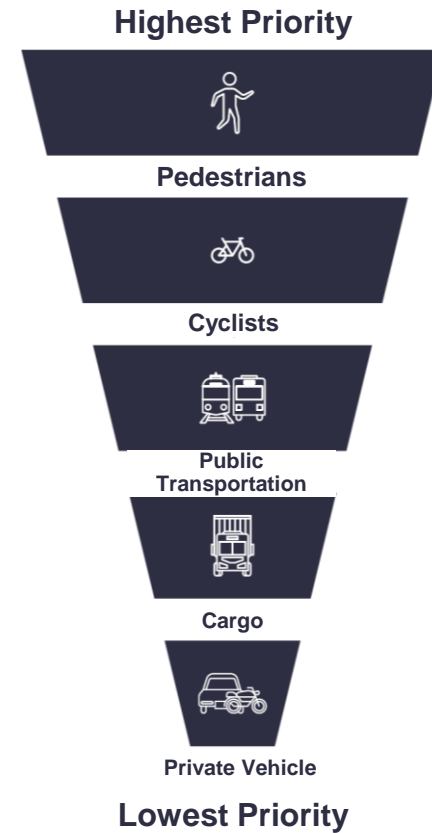 Highest Priority
Pedestrians
Cyclists
Public
Transportation
Cargo
Private Vehicle
Lowest Priority